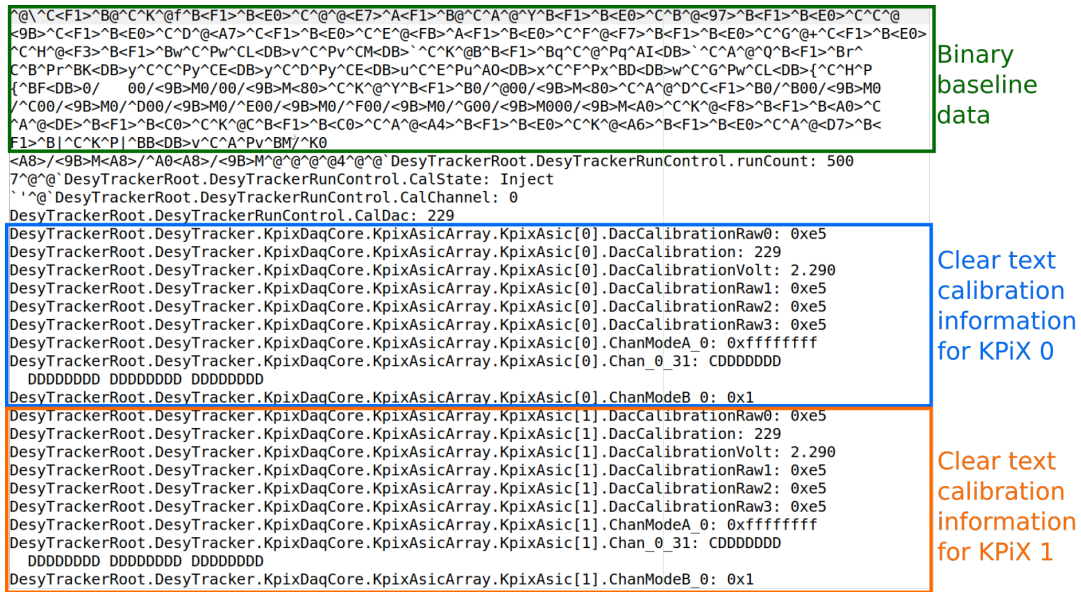 ^@\^C<F1>^B@^C^K^@f^B<F1>^B<E0>^C^@^@<E7>^A<F1>^B@^C^A^@^Y^B<F1>^B<E0>^C^B^@<97>^B<F1>^B<E0>^C^C^@
<9B>^C<F1>^B<E0>^C^D^@<A7>^C<F1>^B<E0>^C^E^@<FB>^A<F1>^B<E0>^C^F^@<F7>^B<F1>^B<E0>^C^G^@+^C<F1>^B<E0>
^C^H^@<F3>^B<F1>^Bw^C^Pw^CL<DB>v^C^Pv^CM<DB>`^C^K^@B^B<F1>^Bq^C^@^Pq^AI<DB>`^C^A^@^Q^B<F1>^Br^
C^B^Pr^BK<DB>y^C^C^Py^CE<DB>y^C^D^Py^CE<DB>u^C^E^Pu^AO<DB>x^C^F^Px^BD<DB>w^C^G^Pw^CL<DB>{^C^H^P
{^BF<DB>0/   00/<9B>M0/00/<9B>M<80>^C^K^@^Y^B<F1>^B0/^@00/<9B>M<80>^C^A^@^D^C<F1>^B0/^B00/<9B>M0
/^C00/<9B>M0/^D00/<9B>M0/^E00/<9B>M0/^F00/<9B>M0/^G00/<9B>M000/<9B>M<A0>^C^K^@<F8>^B<F1>^B<A0>^C
^A^@<DE>^B<F1>^B<C0>^C^K^@C^B<F1>^B<C0>^C^A^@<A4>^B<F1>^B<E0>^C^K^@<A6>^B<F1>^B<E0>^C^A^@<D7>^B<
F1>^B|^C^K^P|^BB<DB>v^C^A^Pv^BM/^K0
<A8>/<9B>M<A8>/^A0<A8>/<9B>M^@^@^@^@4^@^@`DesyTrackerRoot.DesyTrackerRunControl.runCount: 500
7^@^@`DesyTrackerRoot.DesyTrackerRunControl.CalState: Inject
`'^@`DesyTrackerRoot.DesyTrackerRunControl.CalChannel: 0
DesyTrackerRoot.DesyTrackerRunControl.CalDac: 229
DesyTrackerRoot.DesyTracker.KpixDaqCore.KpixAsicArray.KpixAsic[0].DacCalibrationRaw0: 0xe5
DesyTrackerRoot.DesyTracker.KpixDaqCore.KpixAsicArray.KpixAsic[0].DacCalibration: 229
DesyTrackerRoot.DesyTracker.KpixDaqCore.KpixAsicArray.KpixAsic[0].DacCalibrationVolt: 2.290
DesyTrackerRoot.DesyTracker.KpixDaqCore.KpixAsicArray.KpixAsic[0].DacCalibrationRaw1: 0xe5
DesyTrackerRoot.DesyTracker.KpixDaqCore.KpixAsicArray.KpixAsic[0].DacCalibrationRaw2: 0xe5
DesyTrackerRoot.DesyTracker.KpixDaqCore.KpixAsicArray.KpixAsic[0].DacCalibrationRaw3: 0xe5
DesyTrackerRoot.DesyTracker.KpixDaqCore.KpixAsicArray.KpixAsic[0].ChanModeA_0: 0xffffffff
DesyTrackerRoot.DesyTracker.KpixDaqCore.KpixAsicArray.KpixAsic[0].Chan_0_31: CDDDDDDD
DDDDDDDD DDDDDDDD DDDDDDDD
DesyTrackerRoot.DesyTracker.KpixDaqCore.KpixAsicArray.KpixAsic[0].ChanModeB_0: 0x1
DesyTrackerRoot.DesyTracker.KpixDaqCore.KpixAsicArray.KpixAsic[1].DacCalibrationRaw0: 0xe5
DesyTrackerRoot.DesyTracker.KpixDaqCore.KpixAsicArray.KpixAsic[1].DacCalibration: 229
DesyTrackerRoot.DesyTracker.KpixDaqCore.KpixAsicArray.KpixAsic[1].DacCalibrationVolt: 2.290
DesyTrackerRoot.DesyTracker.KpixDaqCore.KpixAsicArray.KpixAsic[1].DacCalibrationRaw1: 0xe5
DesyTrackerRoot.DesyTracker.KpixDaqCore.KpixAsicArray.KpixAsic[1].DacCalibrationRaw2: 0xe5
DesyTrackerRoot.DesyTracker.KpixDaqCore.KpixAsicArray.KpixAsic[1].DacCalibrationRaw3: 0xe5
DesyTrackerRoot.DesyTracker.KpixDaqCore.KpixAsicArray.KpixAsic[1].ChanModeA_0: 0xffffffff
DesyTrackerRoot.DesyTracker.KpixDaqCore.KpixAsicArray.KpixAsic[1].Chan_0_31: CDDDDDDD
DDDDDDDD DDDDDDDD DDDDDDDD
DesyTrackerRoot.DesyTracker.KpixDaqCore.KpixAsicArray.KpixAsic[1].ChanModeB_0: 0x1
Binary
baseline
data
Clear text
calibration
information
for KPiX 0
Clear text
calibration
information
for KPiX 1